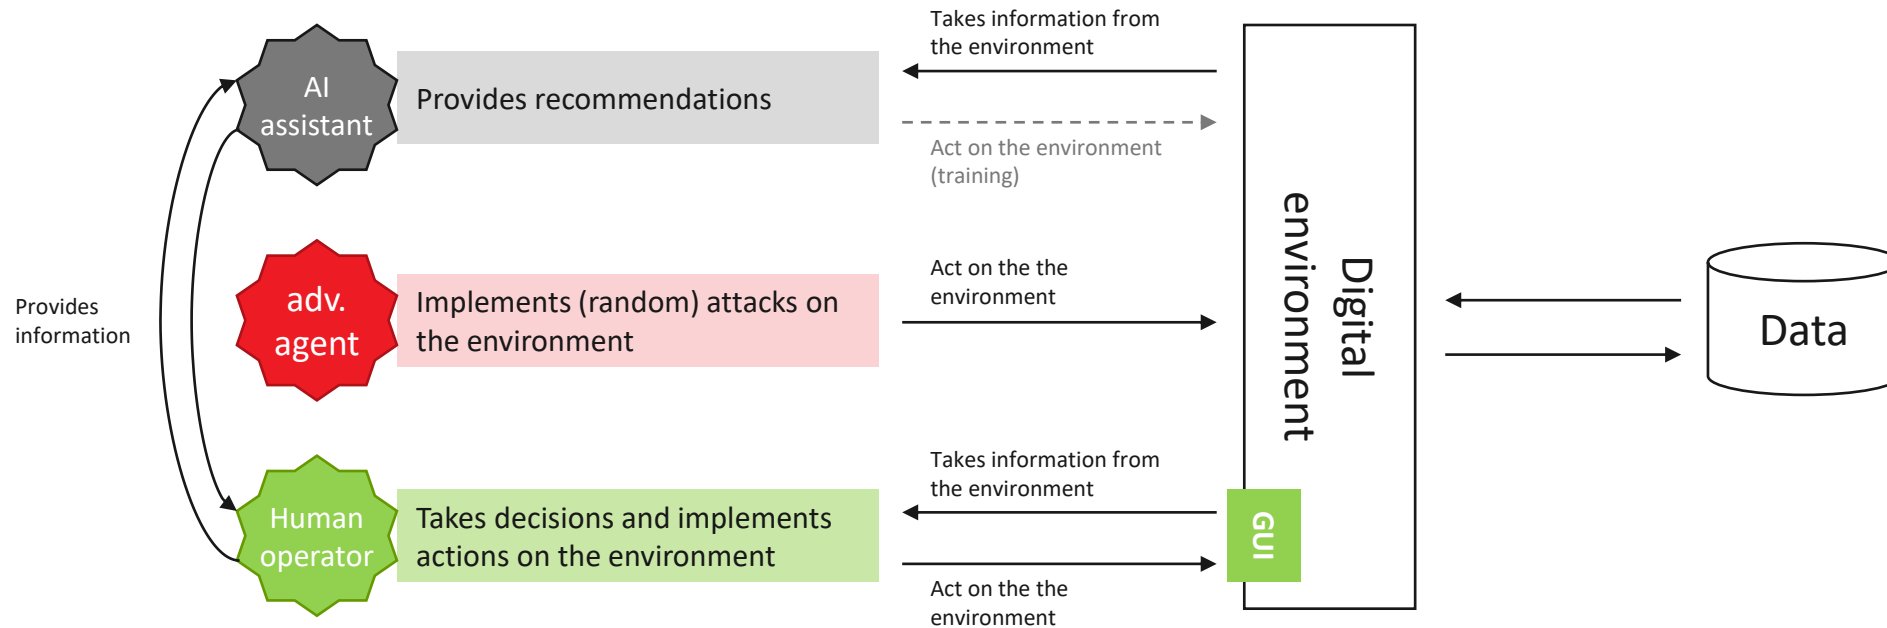 Takes information from
the environment
AI
assistant
Provides recommendations
Act on the environment
(training)
Provides
information
adv.
agent
Implements (random) attacks on
the environment
Act on the the
environment
Digital
environment
Data
Human
operator
Takes decisions and implements
actions on the environment
Takes information from
the environment
GUI
Act on the the
environment